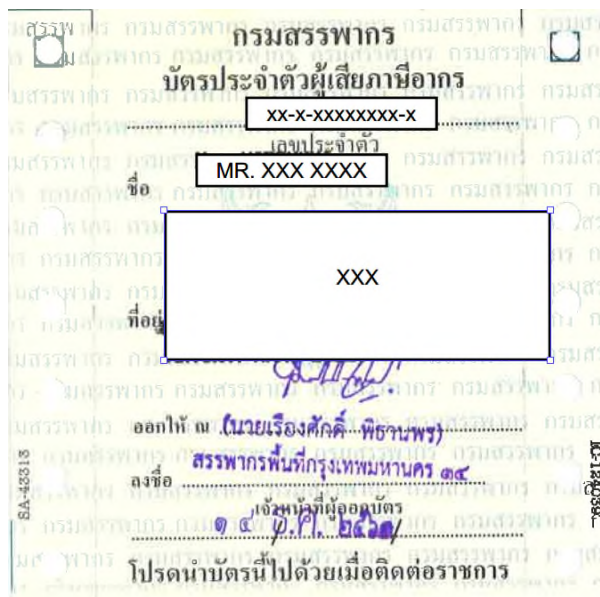 กรมสรรพากร
บัตรประจำตัวผู้เสียภาษีอากร
xx-x-xxxxxxxx-x
เลขประจำตัว
MR. XXX XXXX
ชื่อ
XXX
ที่อยู่
ออกให้ ณ (นายเรืองศักดิ์ พิธานพร)
สรรพากรพื้นที่กรุงเทพมหานคร ๑๔
ลงชื่อ
เจ้าหน้าที่ผู้ออกบัตร
๑๔ มิ.ศ. ๒๕๖๑
โปรดนำบัตรนี้ไปด้วยเมื่อติดต่อราชการ
SA-48318